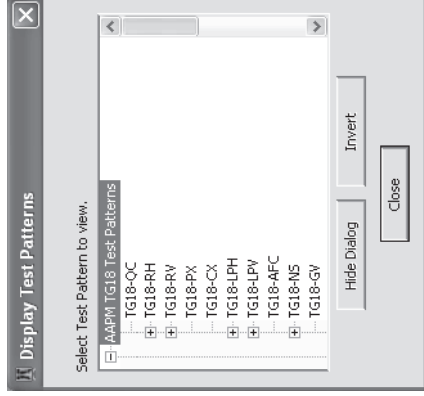 Display Test Patterns
Select Test Pattern to view.
AAPM TG18 Test Patterns
TG18-QC
TG18-RH
TG18-RV
TG18-PX
TG18-CX
TG18-LPH
TG18-LPV
TG18-AFC
TG18-NS
TG18-GV
Hide Dialog
Invert
Close